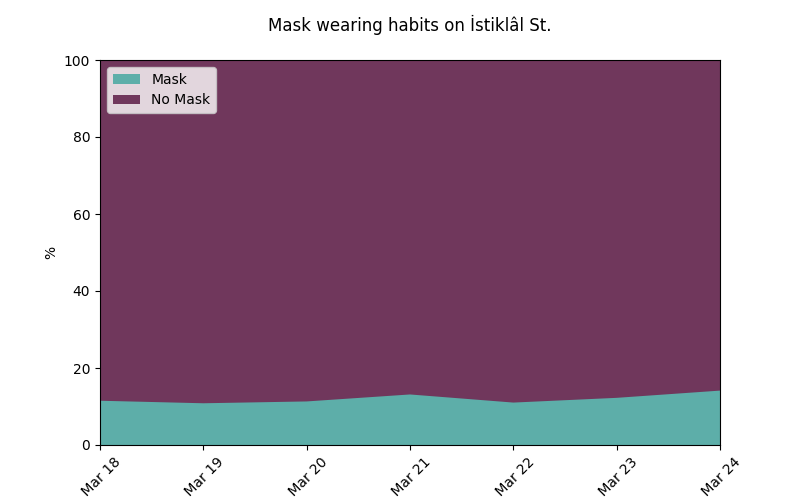 Mask wearing habits on İstiklâl St.
Mask
No Mask
%
100
80
60
40
20
0
Mar 18
Mar 19
Mar 20
Mar 21
Mar 22
Mar 23
Mar 24